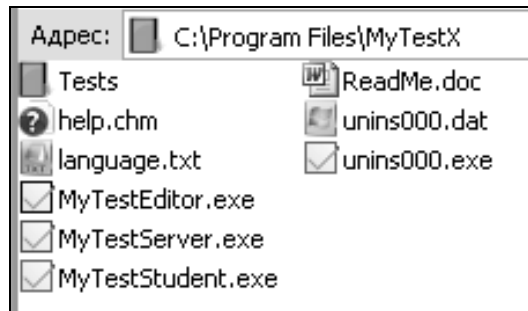 Адрес: C:\Program Files\MyTestX
Tests
help.chm
language.txt
MyTestEditor.exe
MyTestServer.exe
MyTestStudent.exe
ReadMe.doc
unins000.dat
unins000.exe